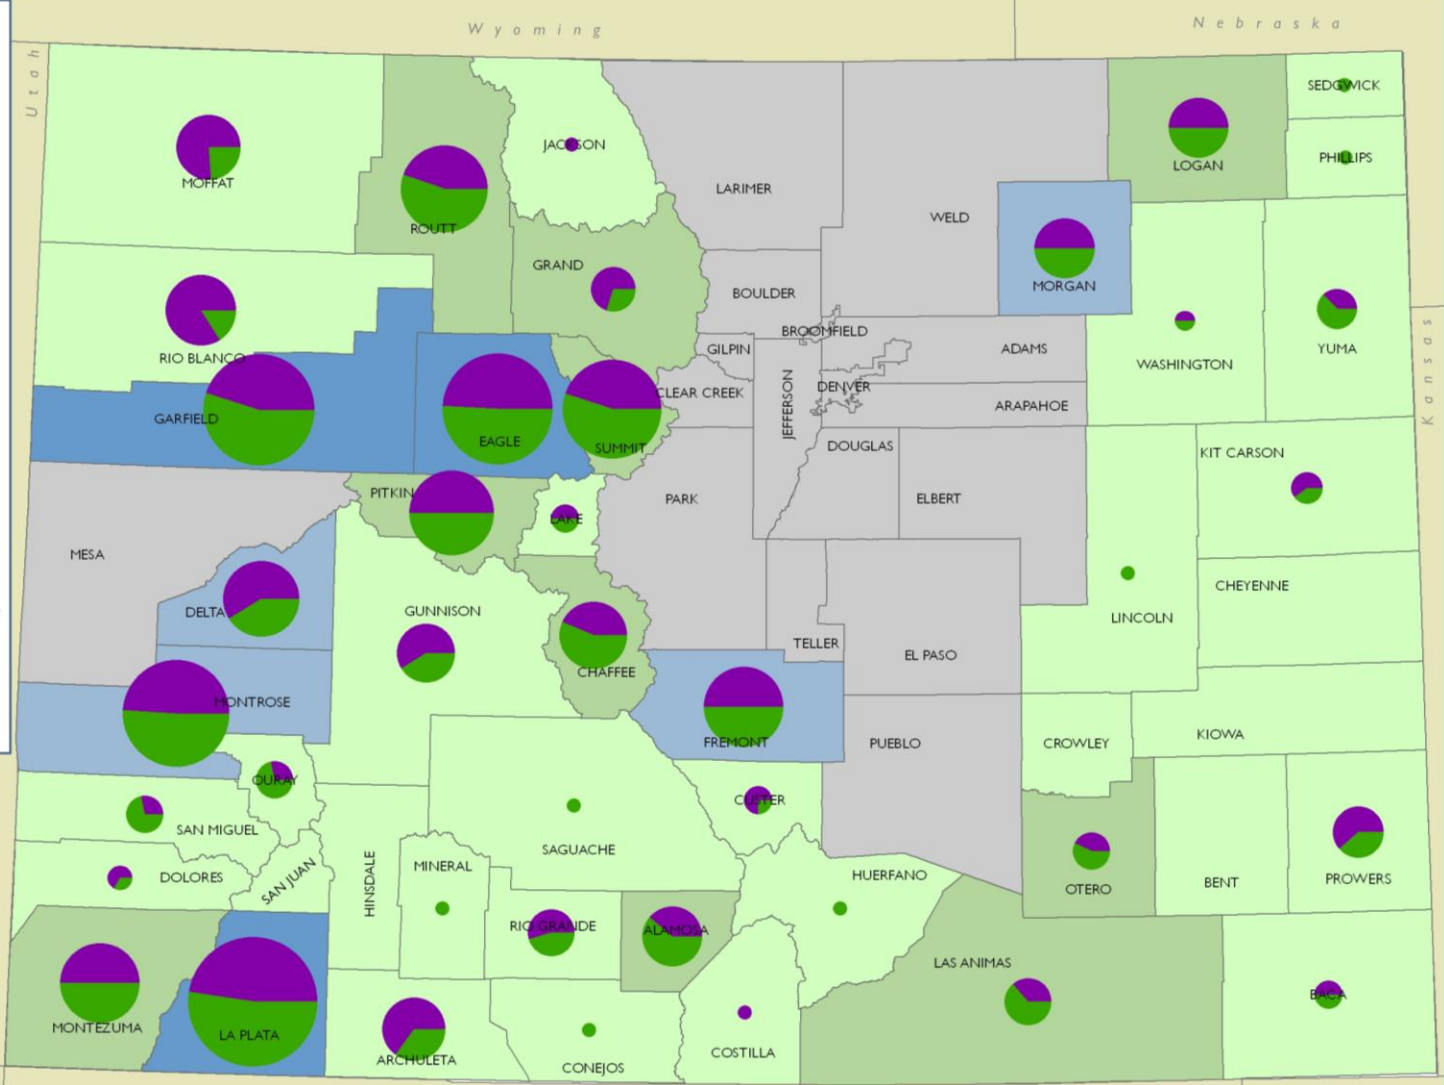 Wyoming
Nebraska
Utah
SEDGWICK
JACKSON
PHILLIPS
LOGAN
MOFFAT
LARIMER
WELD
ROUTT
GRAND
BOULDER
MORGAN
BROOMFIELD
GILPIN
ADAMS
YUMA
RIO BLANCO
WASHINGTON
Kansas
CLEAR CREEK
DENVER
JEFFERSON
ARAPAHOE
GARFIELD
EAGLE
SUMMIT
DOUGLAS
KIT CARSON
PITKIN
PARK
ELBERT
LAKE
MESA
CHEYENNE
DELTA
GUNNISON
LINCOLN
TELLER
EL PASO
CHAFFEE
MONTROSE
FREMONT
PUEBLO
CROWLEY
KIOWA
OURAY
CUSTER
SAN MIGUEL
SAGUACHE
MINERAL
HUERFANO
DOLORES
SAN JUAN
HINSDALE
OTERO
BENT
PROWERS
RIO GRANDE
ALAMOSA
LAS ANIMAS
BACA
MONTEZUMA
LA PLATA
ARCHULETA
COSTILLA
CONEJOS